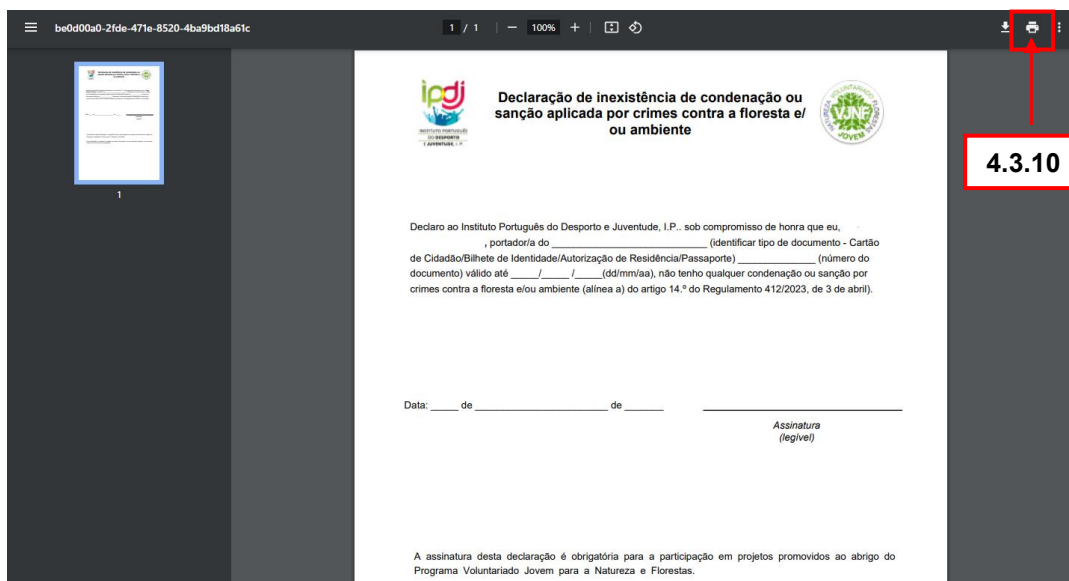 be0d00a0-2fde-471e-8520-4ba9bd18a61c
1 / 1
100%
4.3.10
1
ipdj
INSTITUTO PORTUGUÊS
DO DESPORTO
E JUVENTUDE, I.P.
Declaração de inexistência de condenação ou
sanção aplicada por crimes contra a floresta e/
ou ambiente
VOLUNTARIADO JOVEM NATUREZA FLORESTAS
VJNF
Declaro ao Instituto Português do Desporto e Juventude, I.P.. sob compromisso de honra que eu,
, portador/a do ____________________________ (identificar tipo de documento - Cartão
de Cidadão/Bilhete de Identidade/Autorização de Residência/Passaporte) ______________ (número do
documento) válido até _____/_____ /_____(dd/mm/aa), não tenho qualquer condenação ou sanção por
crimes contra a floresta e/ou ambiente (alínea a) do artigo 14.º do Regulamento 412/2023, de 3 de abril).
Data: _____ de ________________________ de _______
Assinatura
(legível)
A assinatura desta declaração é obrigatória para a participação em projetos promovidos ao abrigo do
Programa Voluntariado Jovem para a Natureza e Florestas.